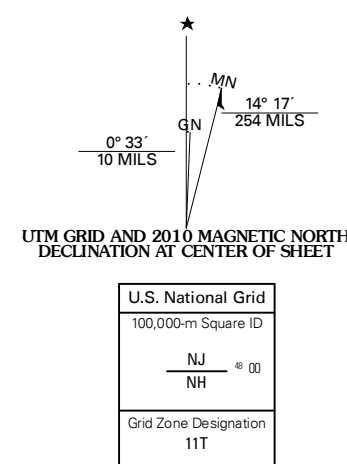 ★
MN
GN
14° 17´
254 MILS
0° 33´
10 MILS
UTM GRID AND 2010 MAGNETIC NORTH
DECLINATION AT CENTER OF SHEET
U.S. National Grid
100,000-m Square ID
NJ
NH
48 00
Grid Zone Designation
11T